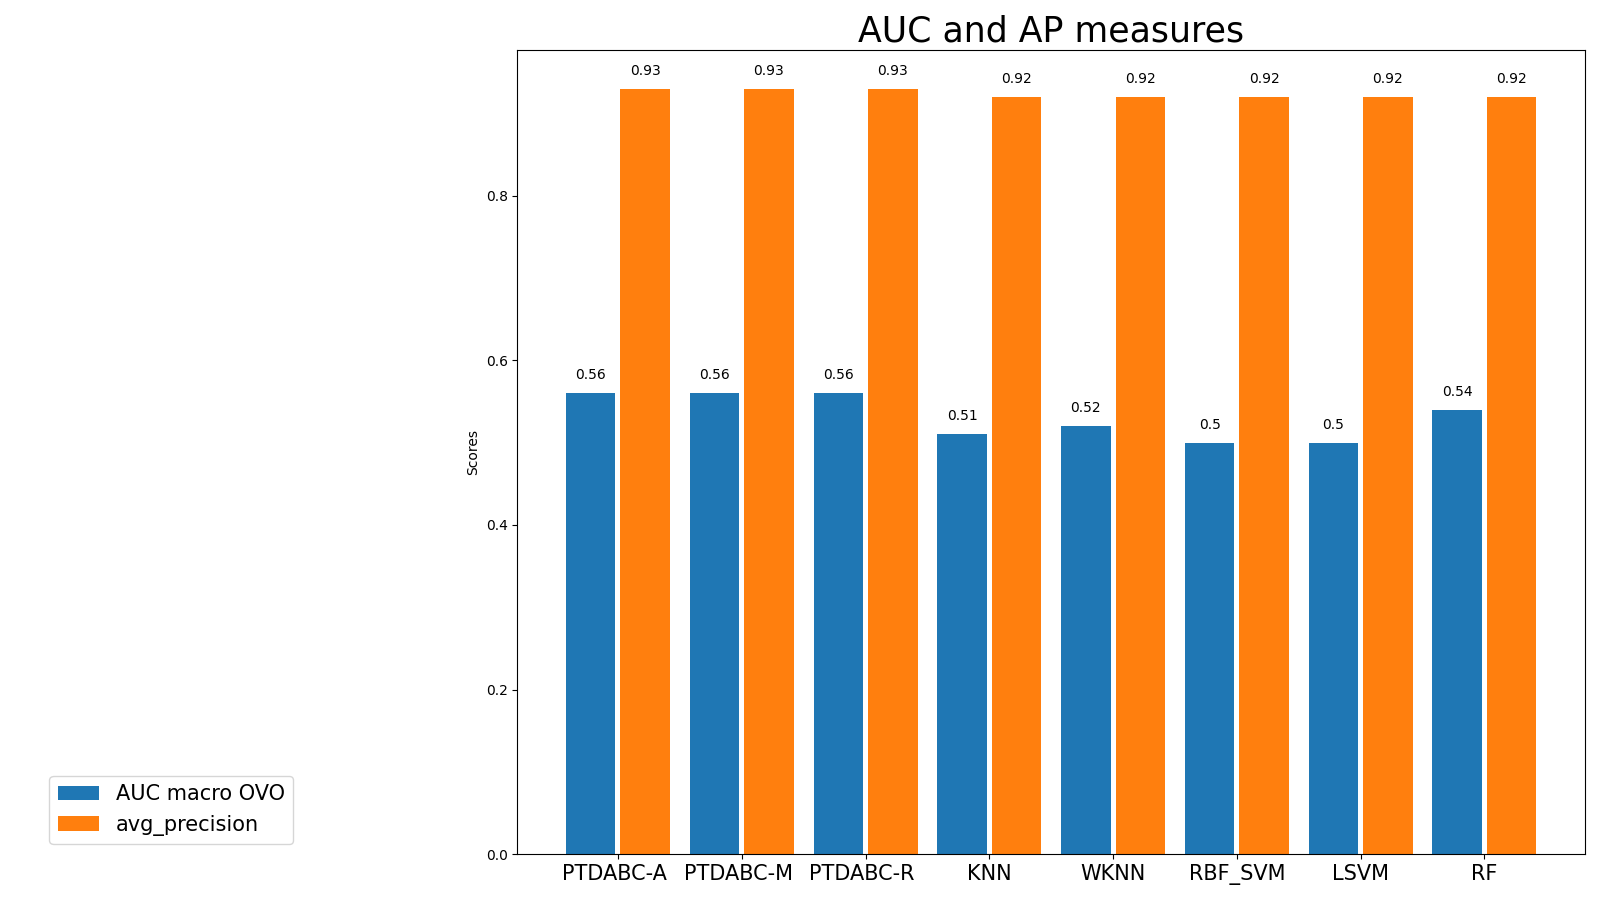 AUC and AP measures
0.93 0.93 0.93 0.92 0.92 0.92 0.92 0.92
0.8
0.6
0.56 0.56 0.56 0.51 0.52 0.5 0.5 0.54
Scores
0.4
0.2
AUC macro OVO
avg_precision
0.0
PTDABC-A PTDABC-M PTDABC-R KNN WKNN RBF_SVM LSVM RF